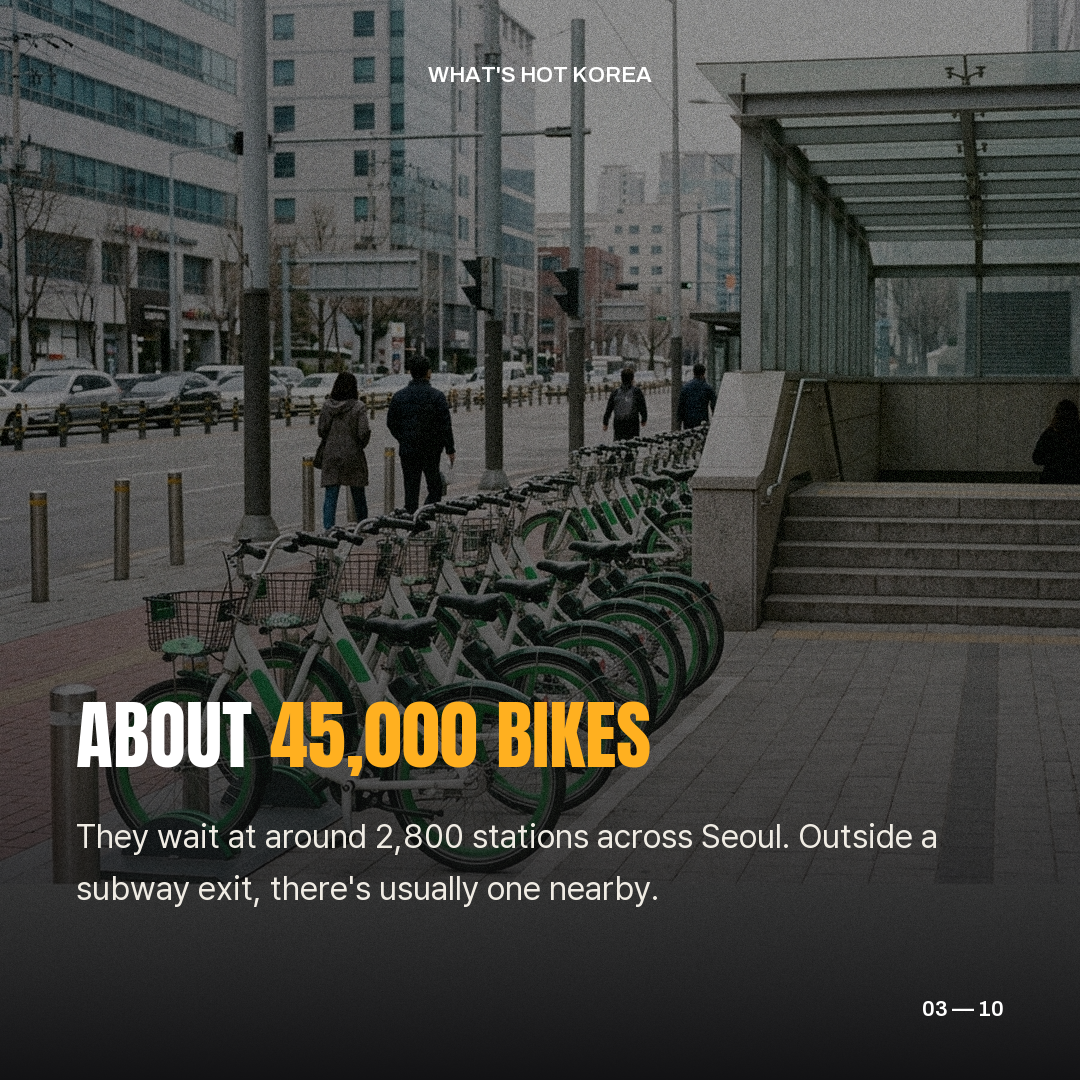 WHAT'S HOT KOREA
ABOUT 45,000 BIKES
They wait at around 2,800 stations across Seoul. Outside a
subway exit, there's usually one nearby.
03 — 10